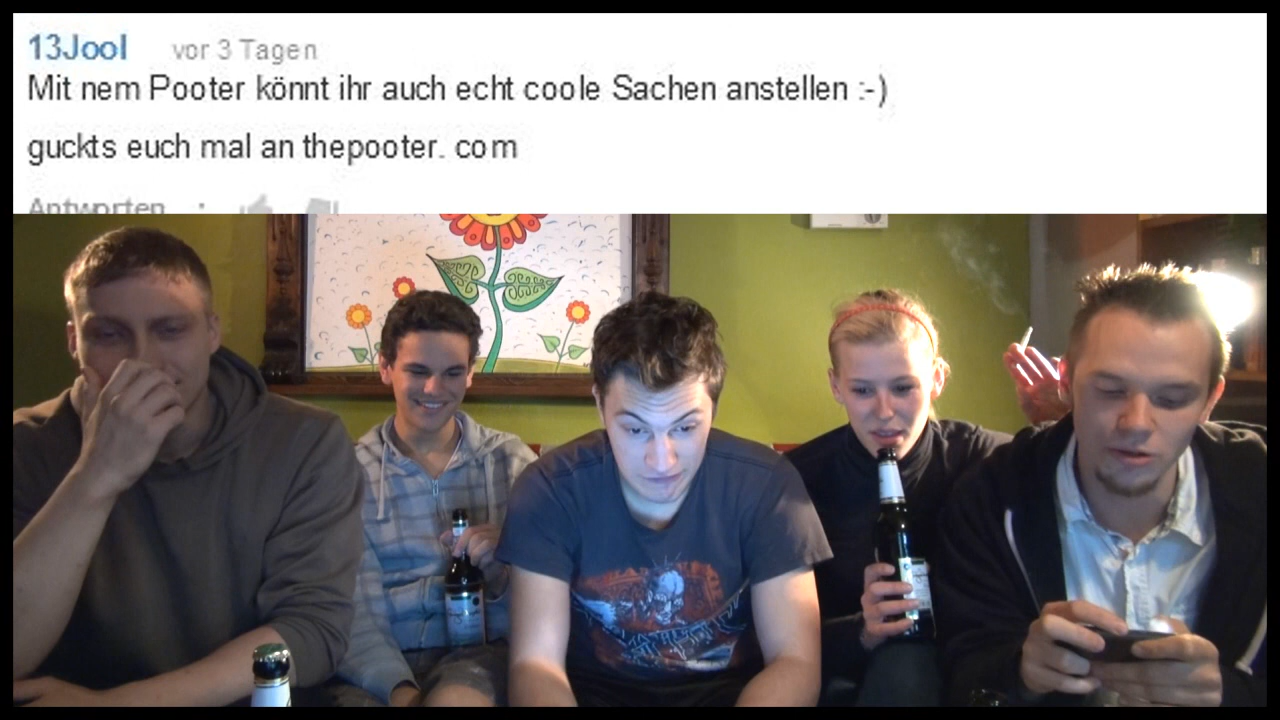 13Jool vor 3 Tagen
Mit nem Pooter könnt ihr auch echt coole Sachen anstellen :-)
guckts euch mal an thepooter. com
Antworten